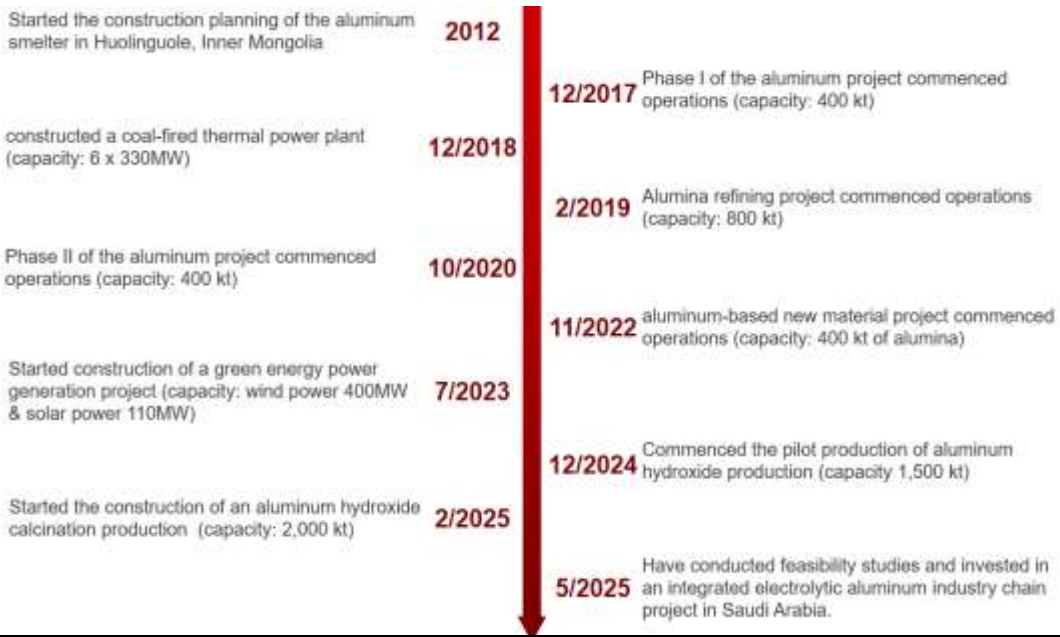 Started the construction planning of the aluminum
smelter in Huolinguole, Inner Mongolia
2012
12/2017
Phase I of the aluminum project commenced
operations (capacity: 400 kt)
constructed a coal-fired thermal power plant
(capacity: 6 x 330MW)
12/2018
2/2019
Alumina refining project commenced operations
(capacity: 800 kt)
Phase II of the aluminum project commenced
operations (capacity: 400 kt)
10/2020
11/2022
aluminum-based new material project commenced
operations (capacity: 400 kt of alumina)
Started construction of a green energy power
generation project (capacity: wind power 400MW
& solar power 110MW)
7/2023
12/2024
Commenced the pilot production of aluminum
hydroxide production (capacity 1,500 kt)
Started the construction of an aluminum hydroxide
calcination production (capacity: 2,000 kt)
2/2025
5/2025
Have conducted feasibility studies and invested in
an integrated electrolytic aluminum industry chain
project in Saudi Arabia.